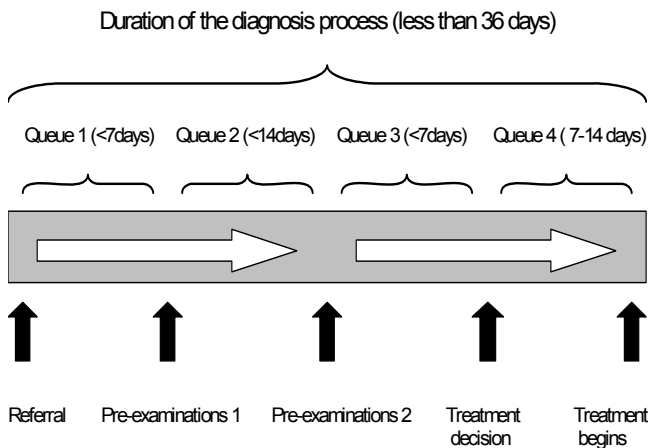 Duration of the diagnosis process (less than 36 days)
Queue 1 (<7days) Queue 2 (<14days) Queue 3 (<7days) Queue 4 ( 7-14 days)
Referral Pre-examinations 1 Pre-examinations 2 Treatment Treatment
decision begins